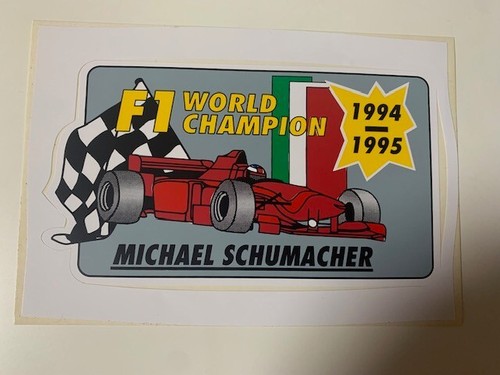 F1 WORLD
CHAMPION
1994
1995
MICHAEL SCHUMACHER